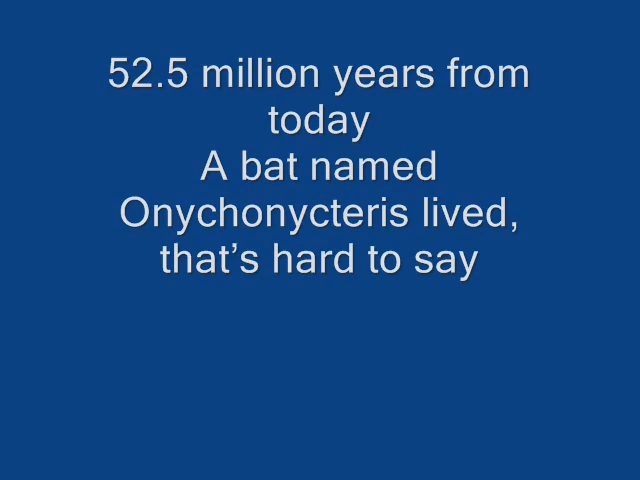 52.5 million years from
today
A bat named
Onychonycteris lived,
that’s hard to say